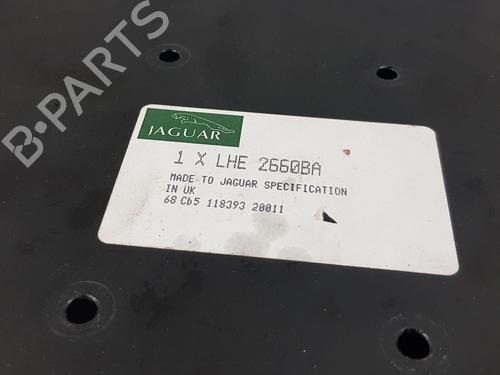 B-PARTS
JAGUAR
1 X LHE 2660BA
MADE TO JAGUAR SPECIFICATION
IN UK
68 Cb5 118393 20011